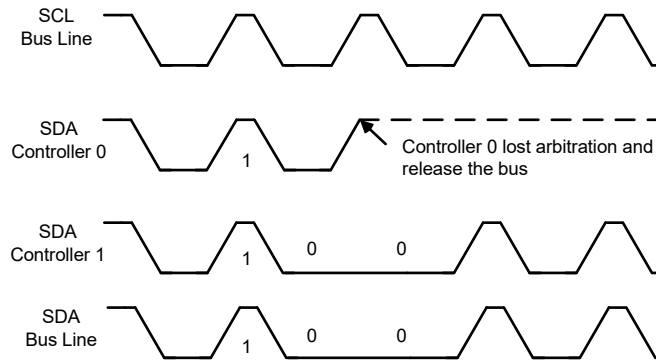 SCL
Bus Line
SDA
Controller 0
1
Controller 0 lost arbitration and
release the bus
SDA
Controller 1
1
0
0
SDA
Bus Line
1
0
0